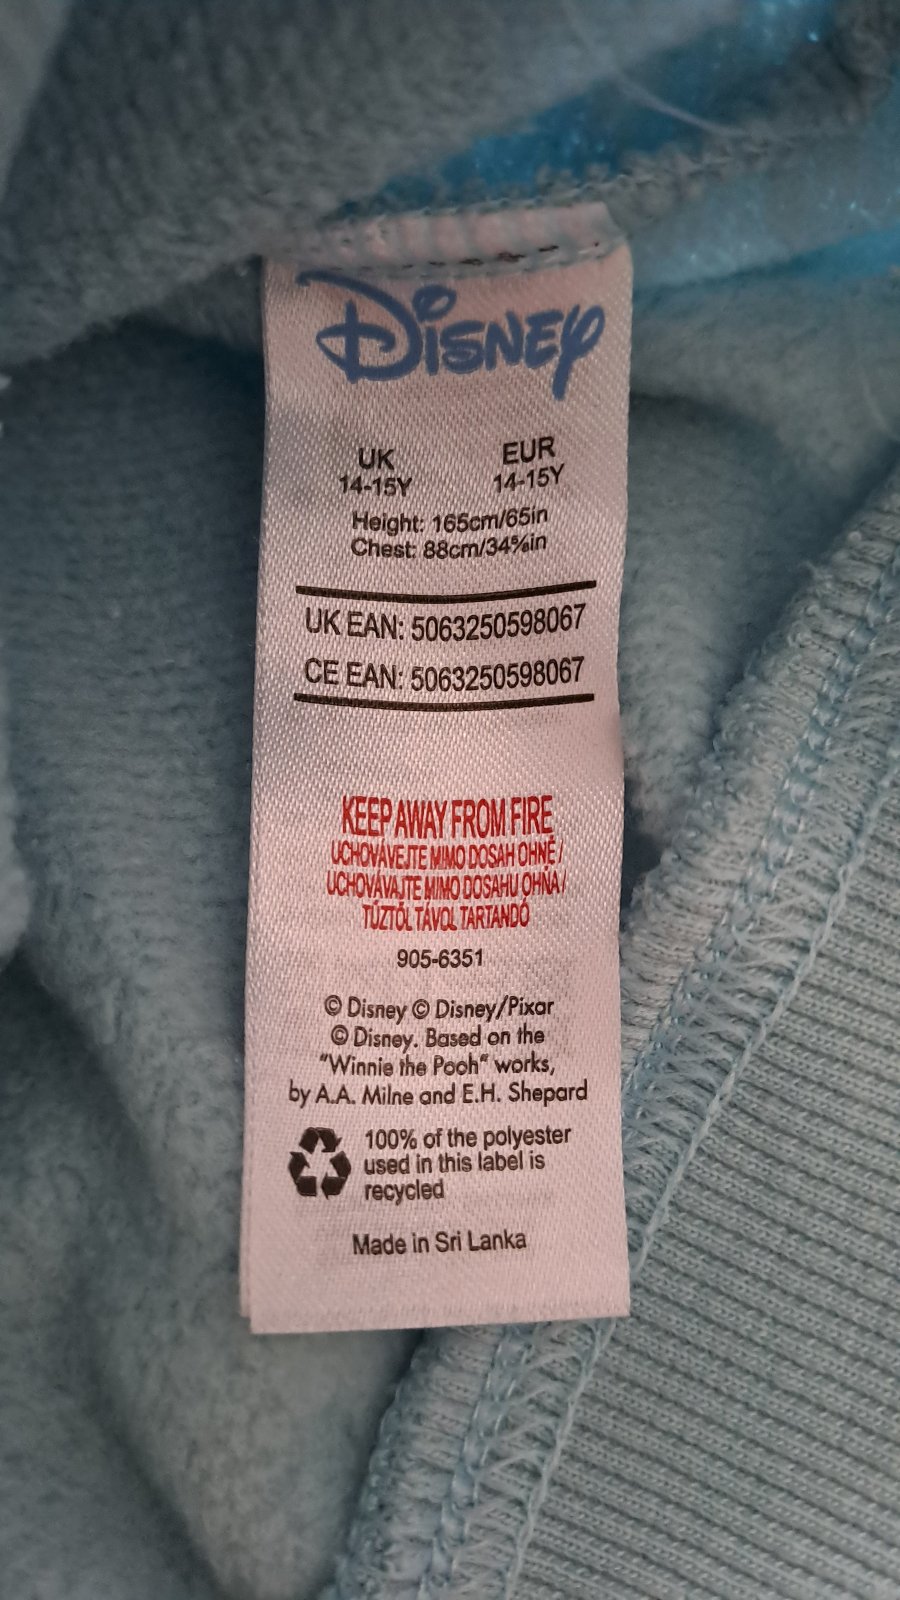 Disney
UK EUR
14-15Y 14-15Y
Height: 165cm/65in
Chest: 88cm/34⅝in
UK EAN: 5063250598067
CE EAN: 5063250598067
KEEP AWAY FROM FIRE
UCHOVÁVEJTE MIMO DOSAH OHNĚ /
UCHOVÁVAJTE MIMO DOSAHU OHŇA /
TŰZTŐL TÁVOL TARTANDÓ
905-6351
© Disney © Disney/Pixar
© Disney. Based on the
"Winnie the Pooh" works,
by A.A. Milne and E.H. Shepard
100% of the polyester
used in this label is
recycled
Made in Sri Lanka